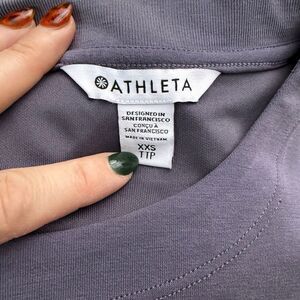 ATHLETA
DESIGNED IN
SAN FRANCISCO
CONÇU À
SAN FRANCISCO
MADE IN VIETNAM
XXS
TTP